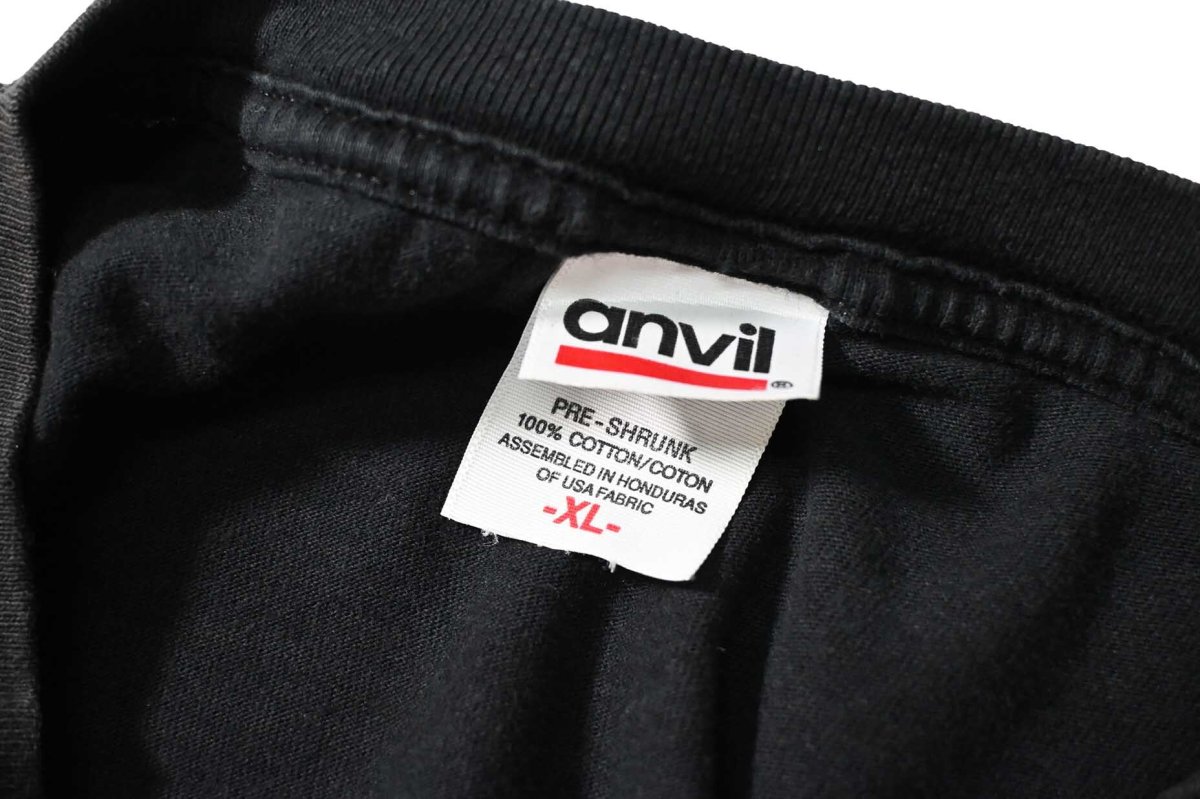 anvil®
PRE-SHRUNK
100% COTTON/COTON
ASSEMBLED IN HONDURAS
OF USA FABRIC
-XL-